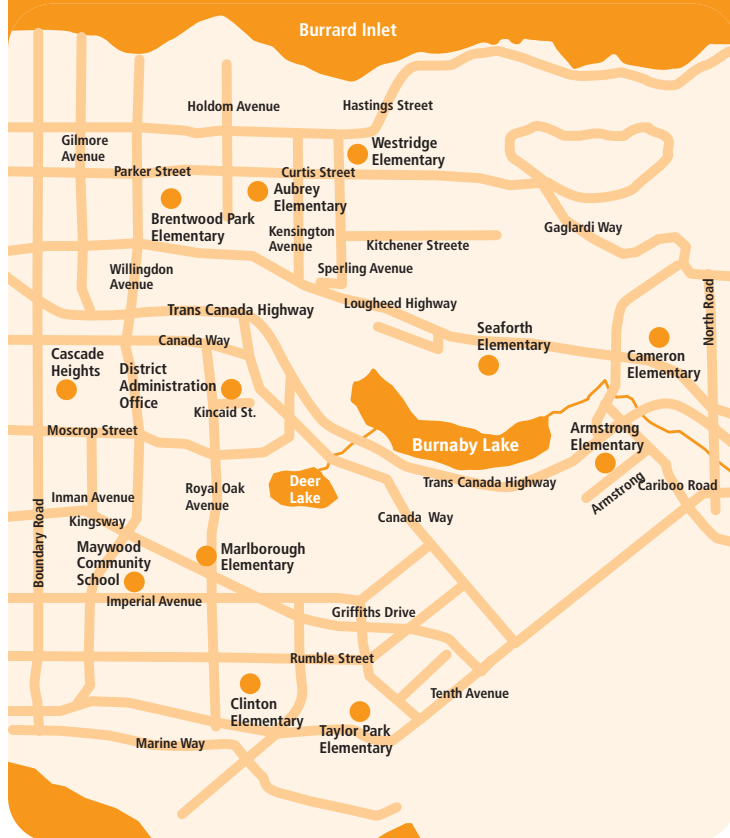 Burrard Inlet
Holdom Avenue
Hastings Street
Gilmore
Avenue
Westridge
Elementary
Parker Street
Curtis Street
Aubrey
Elementary
Brentwood Park
Elementary
Kensington
Avenue
Gaglardi Way
Kitchener Streete
Willingdon
Avenue
Sperling Avenue
Trans Canada Highway
Lougheed Highway
North Road
Seaforth
Elementary
Canada Way
Cascade
Heights
District
Administration
Office
Cameron
Elementary
Kincaid St.
Moscrop Street
Burnaby Lake
Armstrong
Elementary
Deer
Lake
Trans Canada Highway
Armstrong
Cariboo Road
Inman Avenue
Royal Oak
Avenue
Boundary Road
Kingsway
Canada Way
Maywood
Community
School
Marlborough
Elementary
Imperial Avenue
Griffiths Drive
Rumble Street
Tenth Avenue
Clinton
Elementary
Taylor Park
Elementary
Marine Way